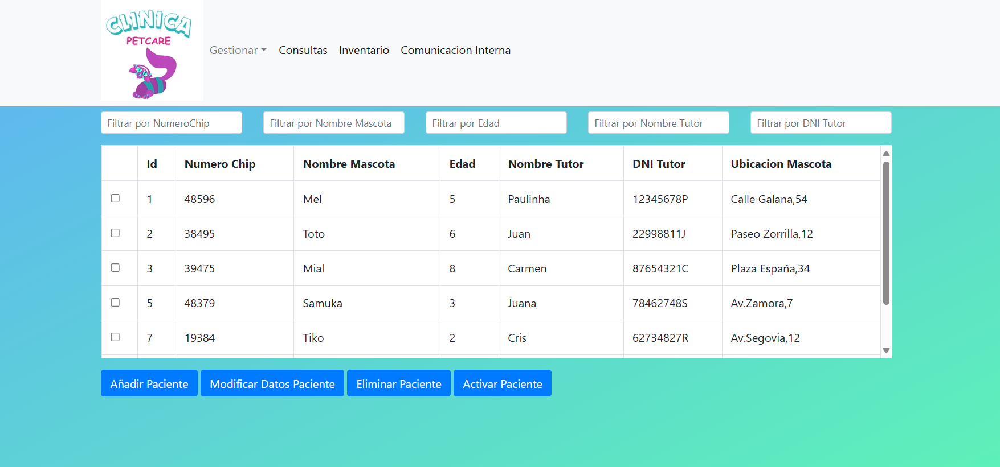 CLINICA
PETCARE
Gestionar Consultas Inventario Comunicacion Interna
Filtrar por NumeroChip Filtrar por Nombre Mascota Filtrar por Edad Filtrar por Nombre Tutor Filtrar por DNI Tutor
Id Numero Chip Nombre Mascota Edad Nombre Tutor DNI Tutor Ubicacion Mascota
1 48596 Mel 5 Paulinha 12345678P Calle Galana,54
2 38495 Toto 6 Juan 22998811J Paseo Zorrilla,12
3 39475 Mial 8 Carmen 87654321C Plaza España,34
5 48379 Samuka 3 Juana 78462748S Av.Zamora,7
7 19384 Tiko 2 Cris 62734827R Av.Segovia,12
Añadir Paciente Modificar Datos Paciente Eliminar Paciente Activar Paciente